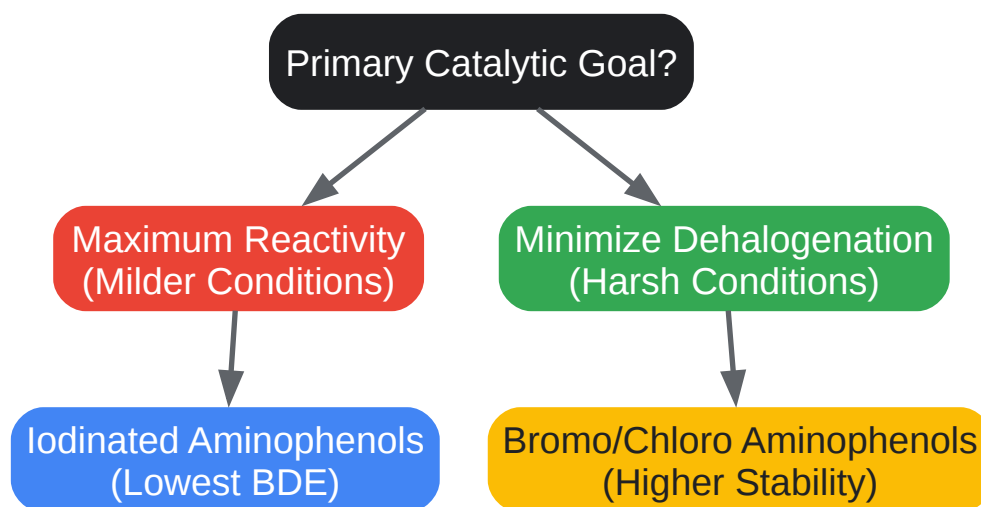 Primary Catalytic Goal?
Maximum Reactivity
(Milder Conditions)
Minimize Dehalogenation
(Harsh Conditions)
Iodinated Aminophenols
(Lowest BDE)
Bromo/Chloro Aminophenols
(Higher Stability)